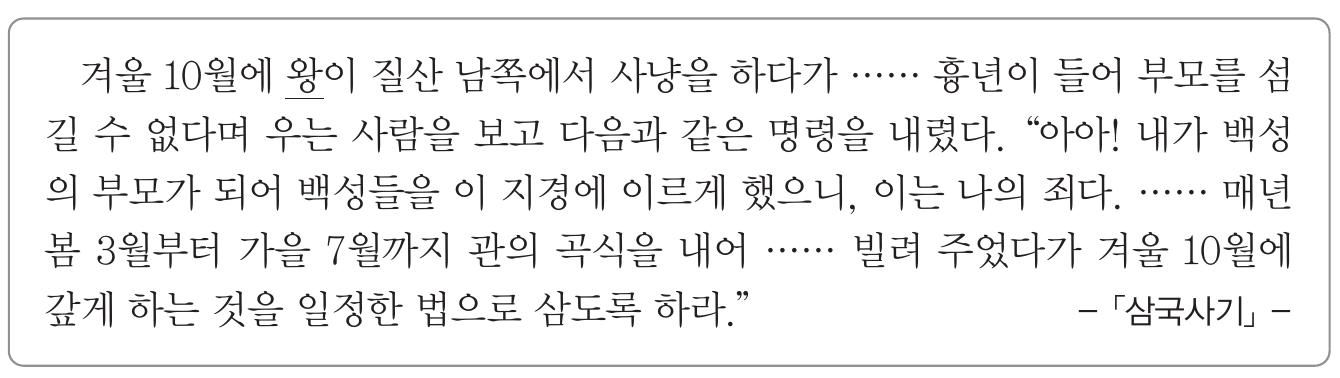 겨울 10월에 왕이 질산 남쪽에서 사냥을 하다가 …… 흉년이 들어 부모를 섬
길 수 없다며 우는 사람을 보고 다음과 같은 명령을 내렸다. “아아! 내가 백성
의 부모가 되어 백성들을 이 지경에 이르게 했으니, 이는 나의 죄다. …… 매년
봄 3월부터 가을 7월까지 관의 곡식을 내어 …… 빌려 주었다가 겨울 10월에
갚게 하는 것을 일정한 법으로 삼도록 하라.” – 「삼국사기」 –